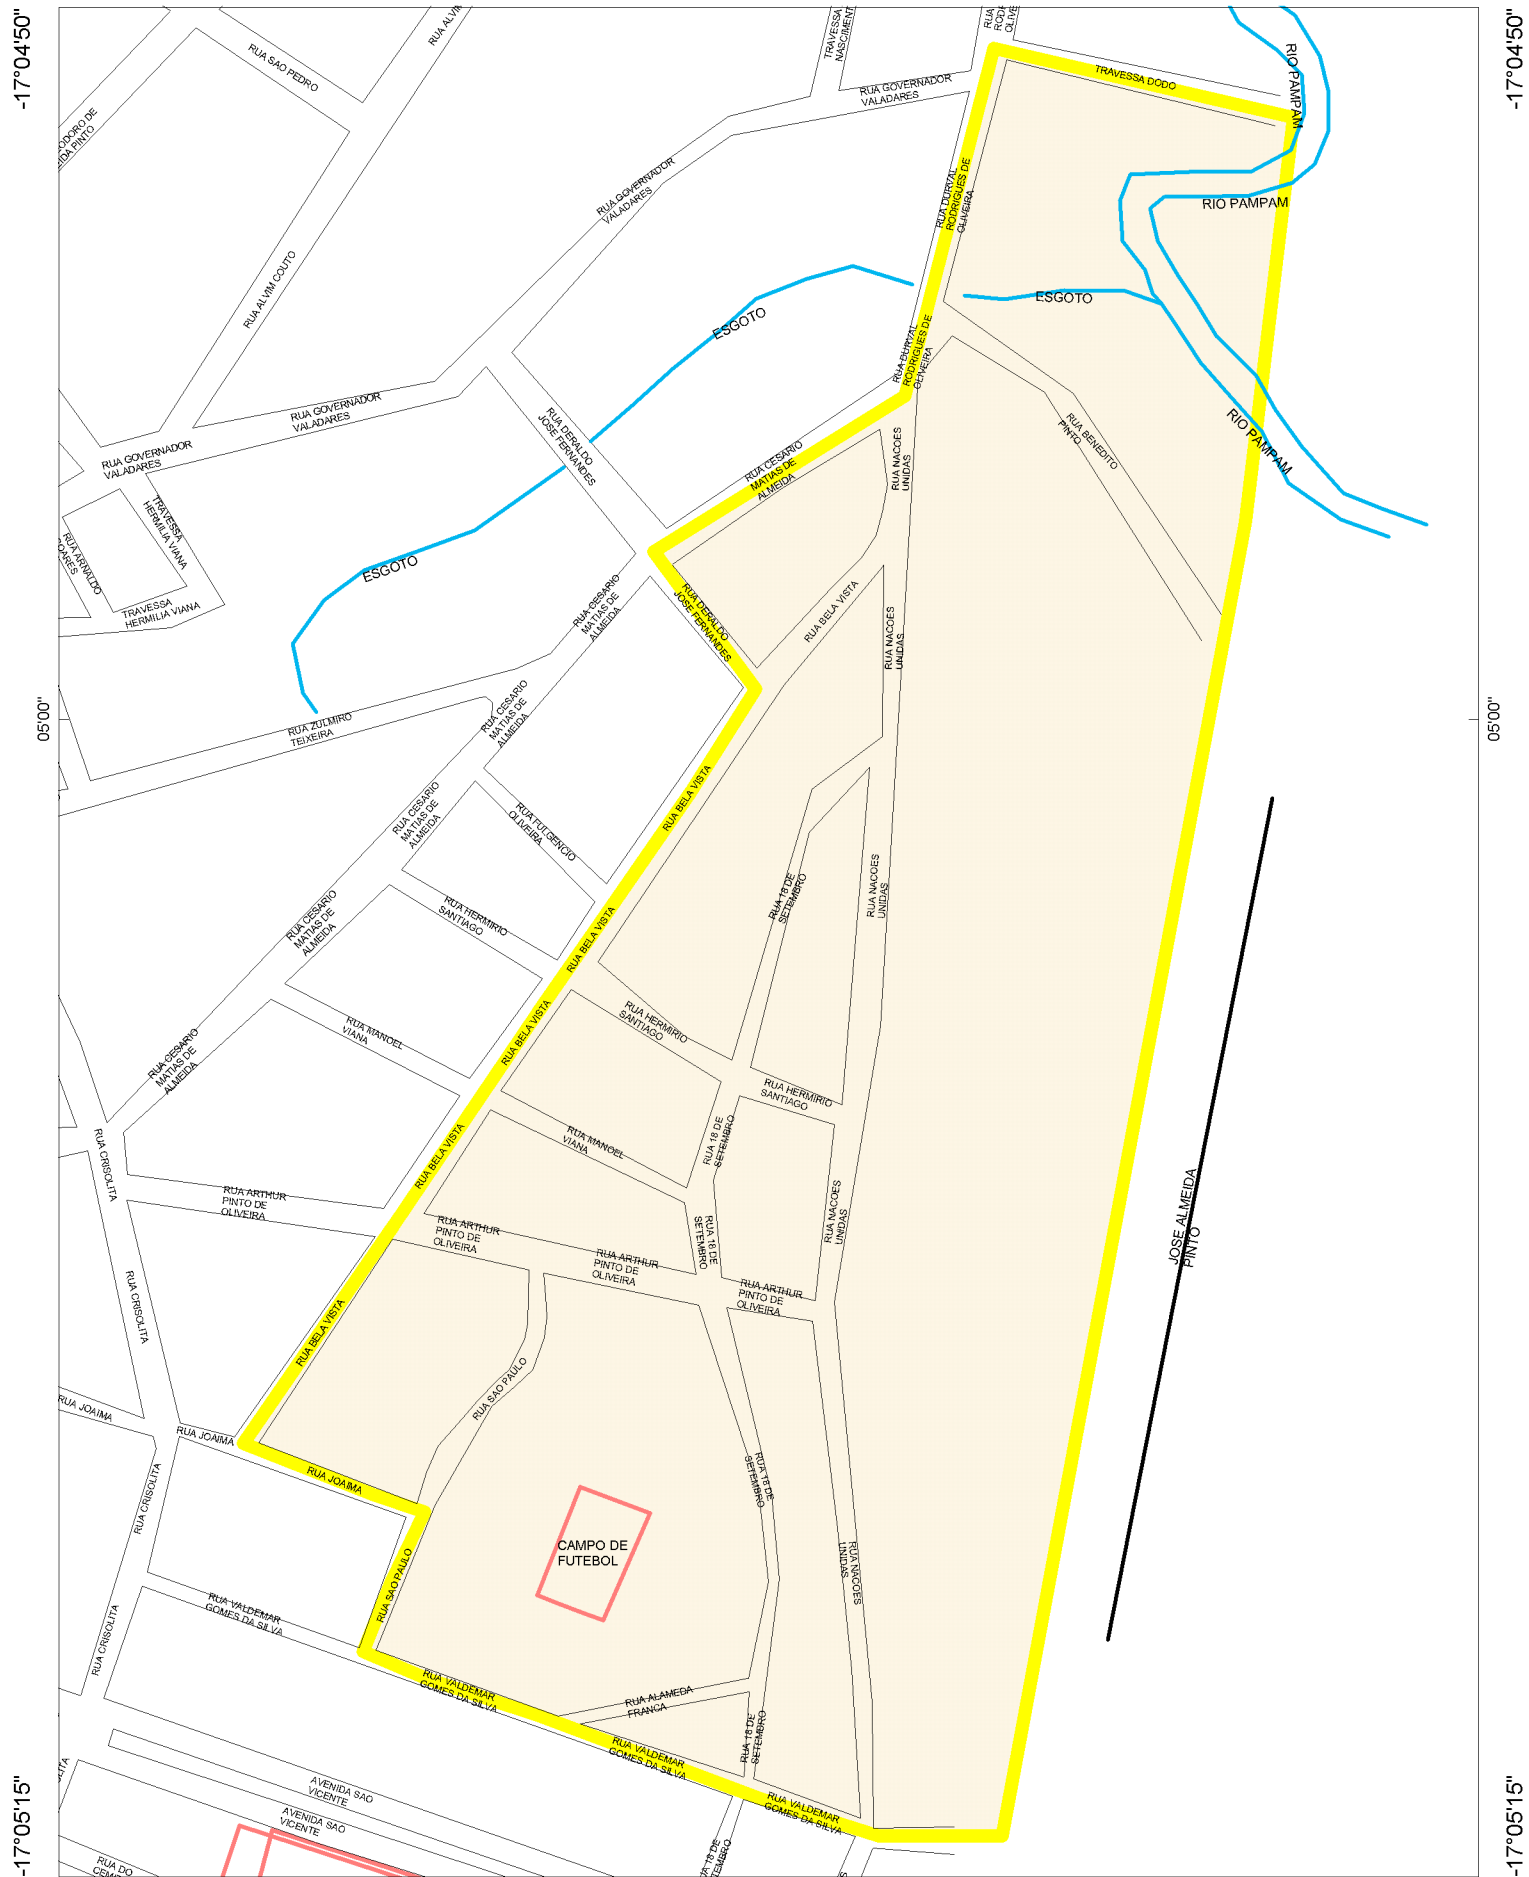 -17°04'50"
-17°04'50"
RUA SAO PEDRO
TRAVESSA
NASCIMENT
RUA
OLIVE
RUA GOVERNADOR
VALADARES
TRAVESSA DODO
RIO PAMPAM
IDA PINTO
RUA GOVERNADOR
VALADARES
RUA DURVAL
RODRIGUES DE
OLIVEIRA
RIO PAMPAM
RUA ALVIM COUTO
ESGOTO
ESGOTO
RUA DURVAL
RODRIGUES DE
OLIVEIRA
RUA GOVERNADOR
VALADARES
RUA GOVERNADOR
VALADARES
RUA DERALDO
JOSE FERNANDES
RUA CESARIO
MATIAS DE
ALMEIDA
RUA NACOES
UNIDAS
RUA BENEDITO
PINTO
RIO PAMPAM
TRAVESSA
HERMILIA VIANA
RUA ARNALDO
SOARES
TRAVESSA
HERMILIA VIANA
ESGOTO
RUA CESARIO
MATIAS DE
ALMEIDA
RUA DERALDO
JOSE FERNANDES
RUA BELA VISTA
RUA NACOES
UNIDAS
05'00"
05'00"
RUA ZULMIRO
TEIXEIRA
RUA CESARIO
MATIAS DE
ALMEIDA
RUA BELA VISTA
RUA CESARIO
MATIAS DE
ALMEIDA
RUA FULGENCIO
OLIVEIRA
RUA 18 DE
SETEMBRO
RUA NACOES
UNIDAS
RUA CESARIO
MATIAS DE
ALMEIDA
RUA HERMIRIO
SANTIAGO
RUA BELA VISTA
RUA CESARIO
MATIAS DE
ALMEIDA
RUA MANOEL
VIANA
RUA BELA VISTA
RUA HERMIRIO
SANTIAGO
RUA HERMIRIO
SANTIAGO
RUA CRISOLITA
RUA BELA VISTA
RUA MANOEL
VIANA
RUA 18 DE
SETEMBRO
RUA ARTHUR
PINTO DE
OLIVEIRA
RUA ARTHUR
PINTO DE
OLIVEIRA
RUA 18 DE
SETEMBRO
RUA NACOES
UNIDAS
JOSE ALMEIDA
PINTO
RUA ARTHUR
PINTO DE
OLIVEIRA
RUA ARTHUR
PINTO DE
OLIVEIRA
RUA CRISOLITA
RUA BELA VISTA
RUA SAO PAULO
RUA JOAIMA
RUA JOAIMA
RUA JOAIMA
RUA CRISOLITA
RUA 18 DE
SETEMBRO
CAMPO DE
FUTEBOL
RUA NACOES
UNIDAS
RUA SAO PAULO
RUA VALDEMAR
GOMES DA SILVA
RUA CRISOLITA
RUA VALDEMAR
GOMES DA SILVA
RUA ALAMEDA
FRANCA
RUA VALDEMAR
GOMES DA SILVA
RUA 18 DE
SETEMBRO
RUA VALDEMAR
GOMES DA SILVA
AVENIDA SAO
VICENTE
AVENIDA SAO
VICENTE
RUA DO
-17°05'15"
-17°05'15"